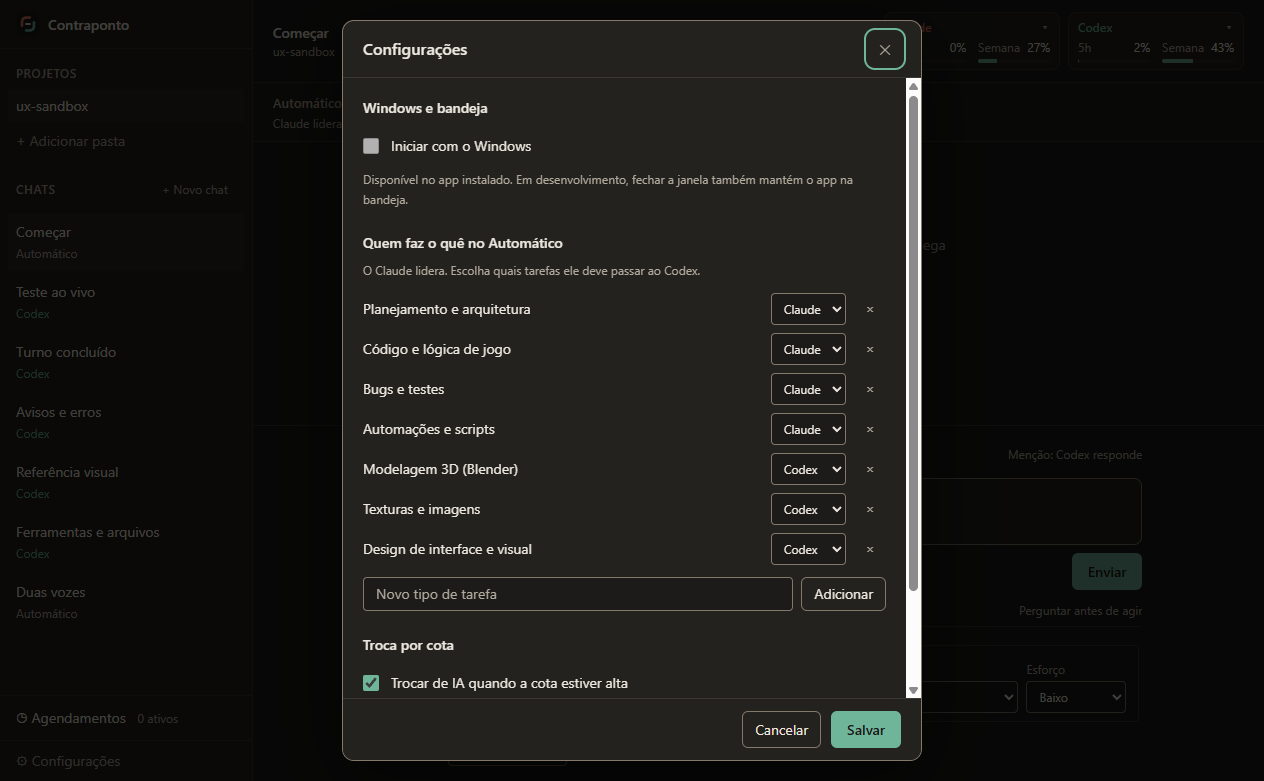 Contraponto
PROJETOS
ux-sandbox
+ Adicionar pasta
CHATS
+ Novo chat
Começar
Automático
Teste ao vivo
Codex
Turno concluído
Codex
Avisos e erros
Codex
Referência visual
Codex
Ferramentas e arquivos
Codex
Duas vozes
Automático
Agendamentos 0 ativos
Configurações
Começar
ux-sandbox
0% Semana 27%
Codex
5h 2% Semana 43%
Automático
Claude lidera
Configurações
Windows e bandeja
Iniciar com o Windows
Disponível no app instalado. Em desenvolvimento, fechar a janela também mantém o app na
bandeja.
Quem faz o quê no Automático
O Claude lidera. Escolha quais tarefas ele deve passar ao Codex.
Planejamento e arquitetura Claude ×
Código e lógica de jogo Claude ×
Bugs e testes Claude ×
Automações e scripts Claude ×
Modelagem 3D (Blender) Codex ×
Texturas e imagens Codex ×
Design de interface e visual Codex ×
Novo tipo de tarefa Adicionar
Troca por cota
Trocar de IA quando a cota estiver alta
Cancelar Salvar
Menção: Codex responde
Enviar
Perguntar antes de agir
Esforço
Baixo